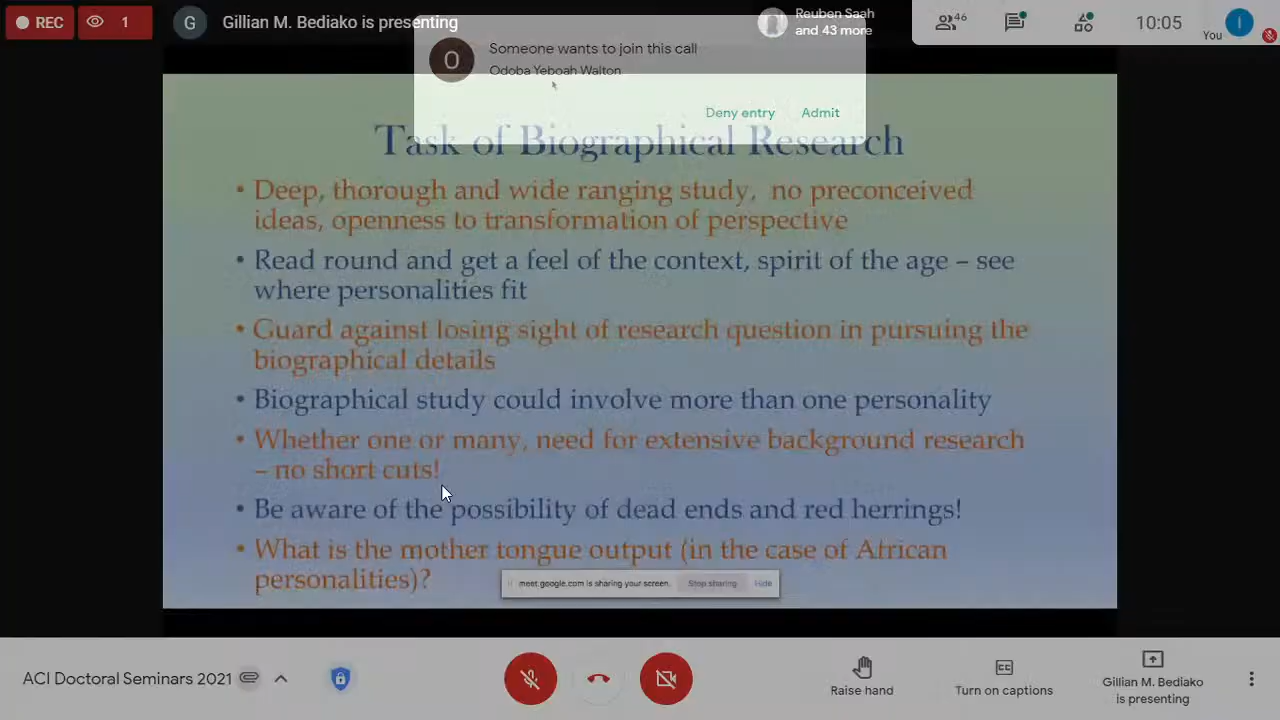 REC
1
G
Gillian M. Bediako is presenting
Reuben Saah
and 43 more
46
10:05
You
I
O
Someone wants to join this call
Odoba Yeboah Walton
Deny entry
Admit
Task of Biographical Research
• Deep, thorough and wide ranging study, no preconceived
ideas, openness to transformation of perspective
• Read round and get a feel of the context, spirit of the age – see
where personalities fit
• Guard against losing sight of research question in pursuing the
biographical details
• Biographical study could involve more than one personality
• Whether one or many, need for extensive background research
– no short cuts!
• Be aware of the possibility of dead ends and red herrings!
• What is the mother tongue output (in the case of African
personalities)?
meet.google.com is sharing your screen.
Stop sharing
Hide
ACI Doctoral Seminars 2021
CC
Raise hand
Turn on captions
Gillian M. Bediako
is presenting